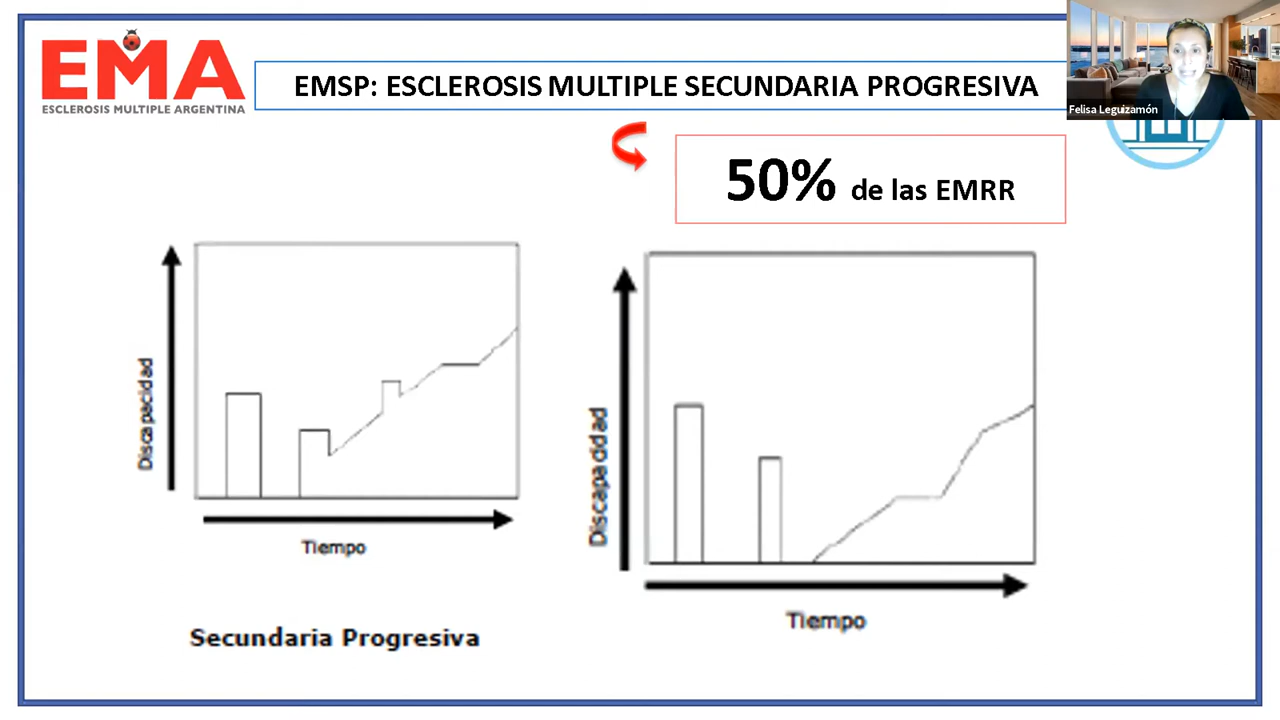 EMA
ESCLEROSIS MULTIPLE ARGENTINA
EMSP: ESCLEROSIS MULTIPLE SECUNDARIA PROGRESIVA
Felisa Leguizamón
50% de las EMRR
Discapacidad
Tiempo
Secundaria Progresiva
Discapacidad
Tiempo